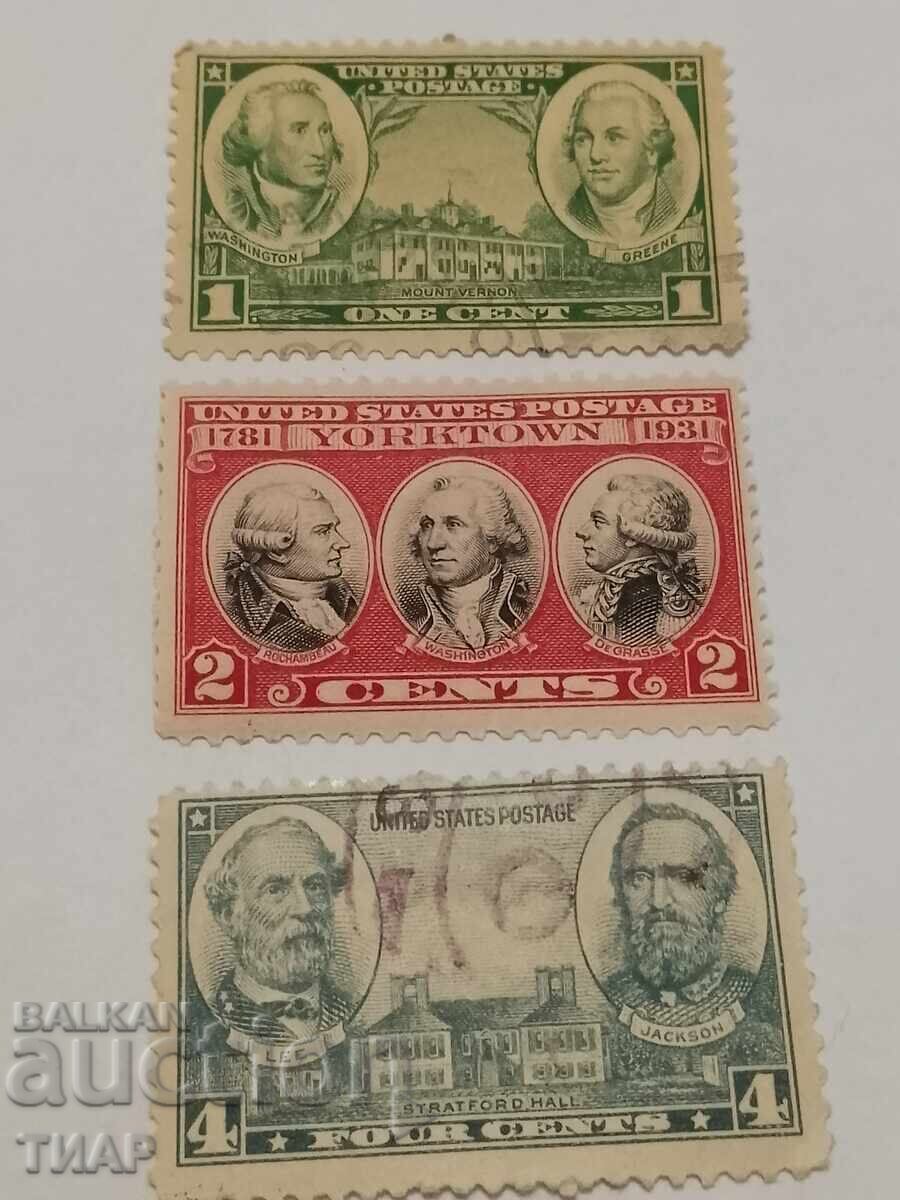 UNITED STATES
POSTAGE
WASHINGTON
GREENE
MOUNT VERNON
1 ONE CENT 1
UNITED STATES POSTAGE
1781 YORKTOWN 1931
ROCHAMBEAU
WASHINGTON
DE GRASSE
2 CENTS 2
UNITED STATES POSTAGE
LEE
JACKSON
STRATFORD HALL
4 FOUR CENTS 4
BALKAN
auction
ТИАР